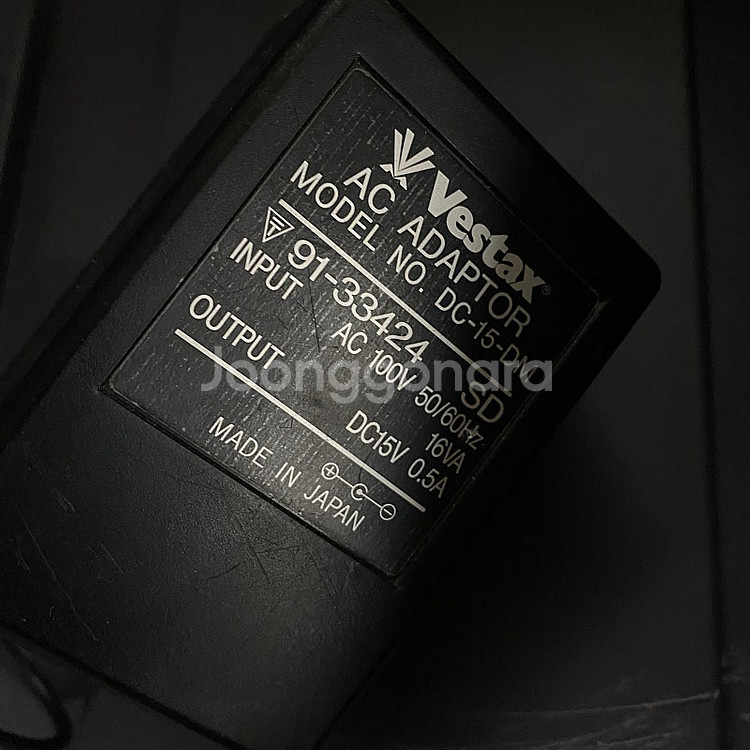 Vestax®
AC ADAPTOR
MODEL NO. DC-15-DM
91-33424 SD
INPUT AC 100V 50/60Hz
16VA
OUTPUT DC15V 0.5A
MADE IN JAPAN
Joonggonara